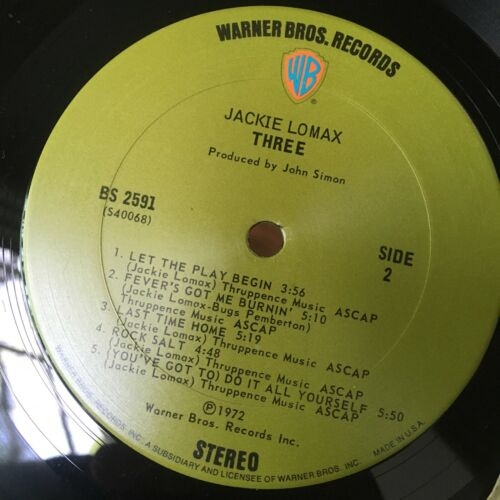 WARNER BROS. RECORDS
WB
®
JACKIE LOMAX
THREE
Produced by John Simon
BS 2591
(S40068)
SIDE
2
1. LET THE PLAY BEGIN 3:56
(Jackie Lomax) Thruppence Music ASCAP
2. FEVER'S GOT ME BURNIN' 5:10
(Jackie Lomax-Bugs Pemberton)
Thruppence Music ASCAP
3. LAST TIME HOME 5:19
(Jackie Lomax) Thruppence Music ASCAP
4. ROCK SALT 4:48
(Jackie Lomax) Thruppence Music ASCAP
5. (YOU'VE GOT TO) DO IT ALL YOURSELF 5:50
(Jackie Lomax) Thruppence Music ASCAP
Ⓟ1972
Warner Bros. Records Inc.
STEREO
WARNER BROS. RECORDS INC. - A SUBSIDIARY AND LICENSEE OF WARNER BROS. INC. MADE IN U.S.A.